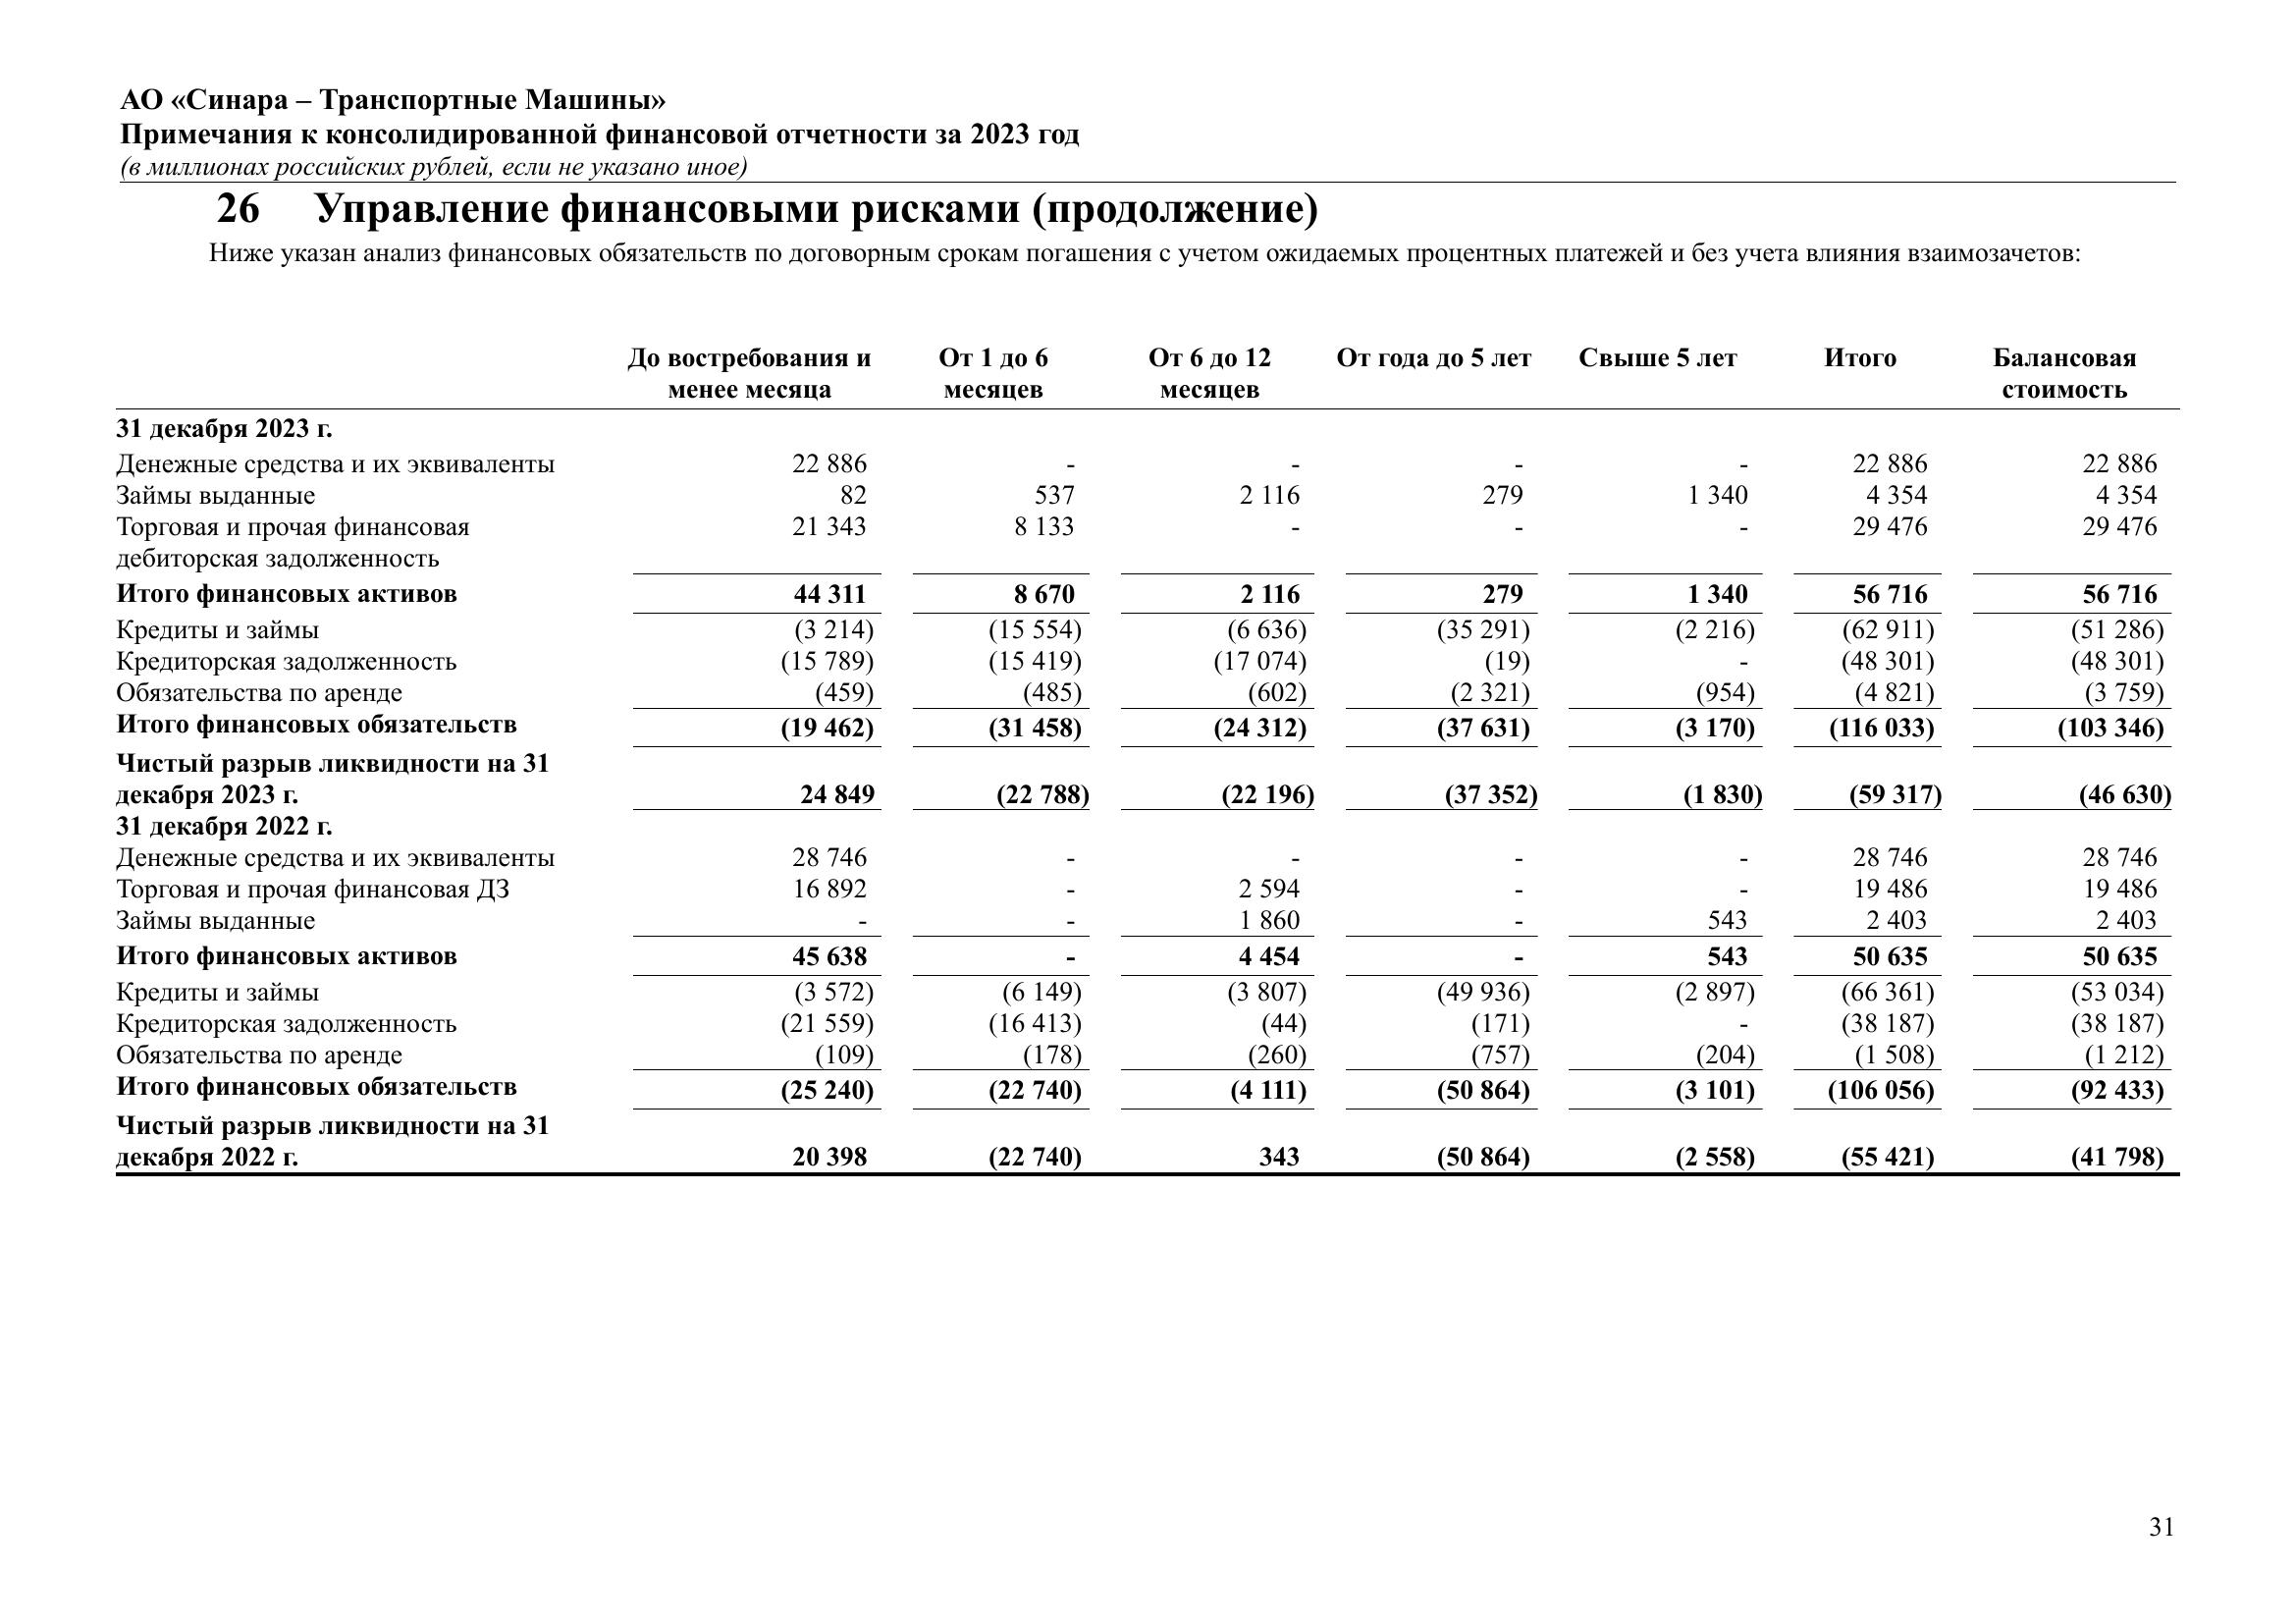 АО «Синара – Транспортные Машины»
Примечания к консолидированной финансовой отчетности за 2023 год
(в миллионах российских рублей, если не указано иное)
26 Управление финансовыми рисками (продолжение)
Ниже указан анализ финансовых обязательств по договорным срокам погашения с учетом ожидаемых процентных платежей и без учета влияния взаимозачетов:
До востребования и От 1 до 6 От 6 до 12 От года до 5 лет Свыше 5 лет Итого Балансовая
менее месяца месяцев месяцев стоимость
31 декабря 2023 г.
Денежные средства и их эквиваленты 22 886 - - - - 22 886 22 886
Займы выданные 82 537 2 116 279 1 340 4 354 4 354
Торговая и прочая финансовая 21 343 8 133 - - - 29 476 29 476
дебиторская задолженность
Итого финансовых активов 44 311 8 670 2 116 279 1 340 56 716 56 716
Кредиты и займы (3 214) (15 554) (6 636) (35 291) (2 216) (62 911) (51 286)
Кредиторская задолженность (15 789) (15 419) (17 074) (19) - (48 301) (48 301)
Обязательства по аренде (459) (485) (602) (2 321) (954) (4 821) (3 759)
Итого финансовых обязательств (19 462) (31 458) (24 312) (37 631) (3 170) (116 033) (103 346)
Чистый разрыв ликвидности на 31
декабря 2023 г. 24 849 (22 788) (22 196) (37 352) (1 830) (59 317) (46 630)
31 декабря 2022 г.
Денежные средства и их эквиваленты 28 746 - - - - 28 746 28 746
Торговая и прочая финансовая ДЗ 16 892 - 2 594 - - 19 486 19 486
Займы выданные - - 1 860 - 543 2 403 2 403
Итого финансовых активов 45 638 - 4 454 - 543 50 635 50 635
Кредиты и займы (3 572) (6 149) (3 807) (49 936) (2 897) (66 361) (53 034)
Кредиторская задолженность (21 559) (16 413) (44) (171) - (38 187) (38 187)
Обязательства по аренде (109) (178) (260) (757) (204) (1 508) (1 212)
Итого финансовых обязательств (25 240) (22 740) (4 111) (50 864) (3 101) (106 056) (92 433)
Чистый разрыв ликвидности на 31
декабря 2022 г. 20 398 (22 740) 343 (50 864) (2 558) (55 421) (41 798)
31